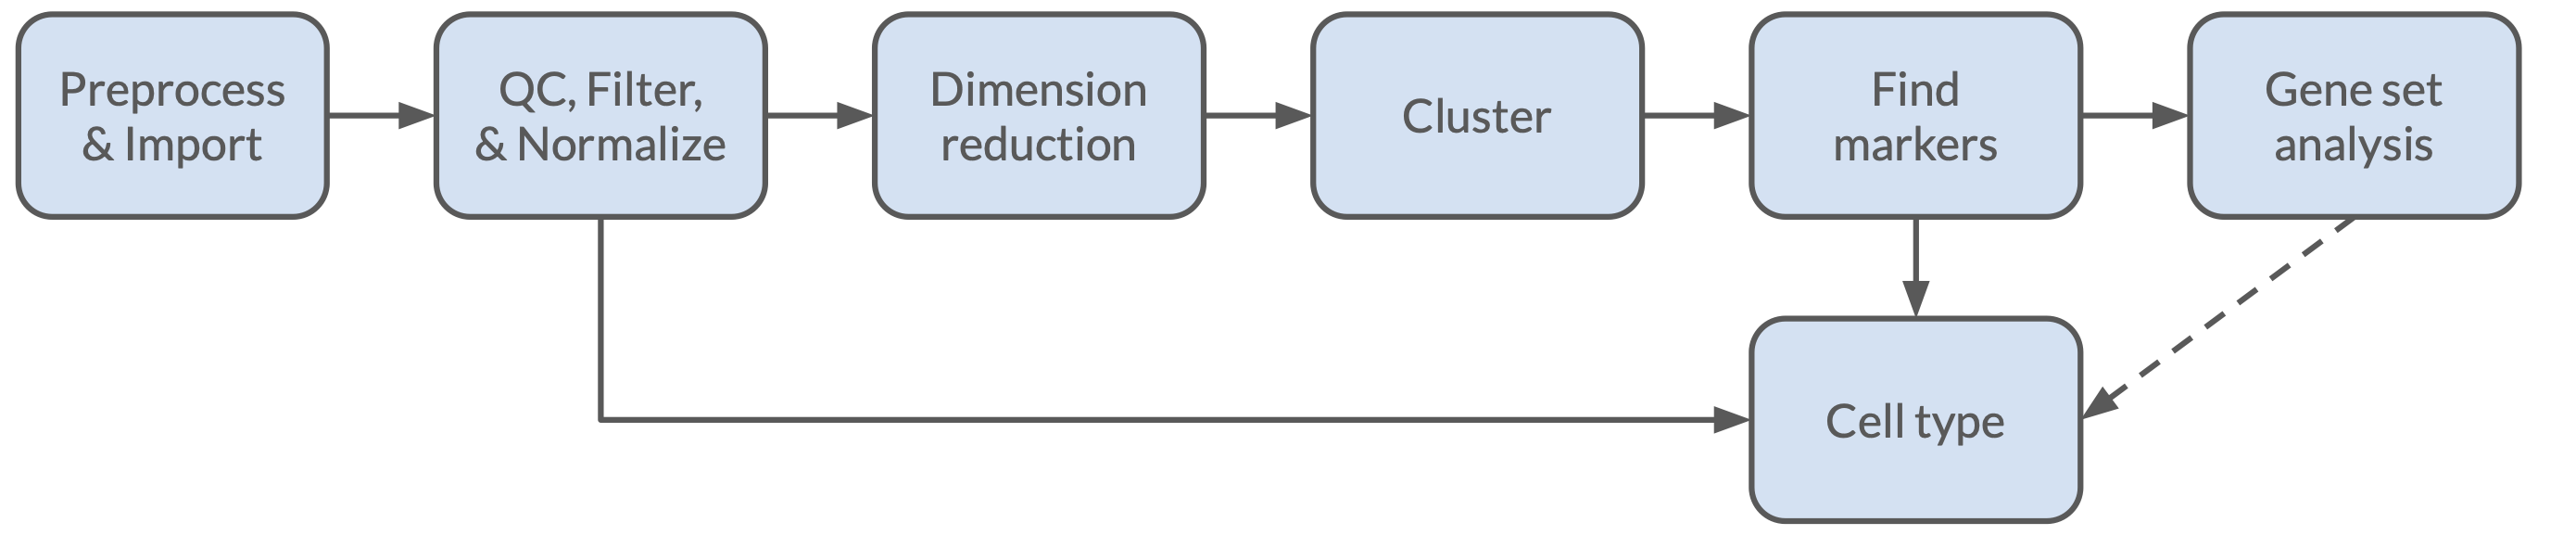 Preprocess
& Import
QC, Filter,
& Normalize
Dimension
reduction
Cluster
Find
markers
Gene set
analysis
Cell type